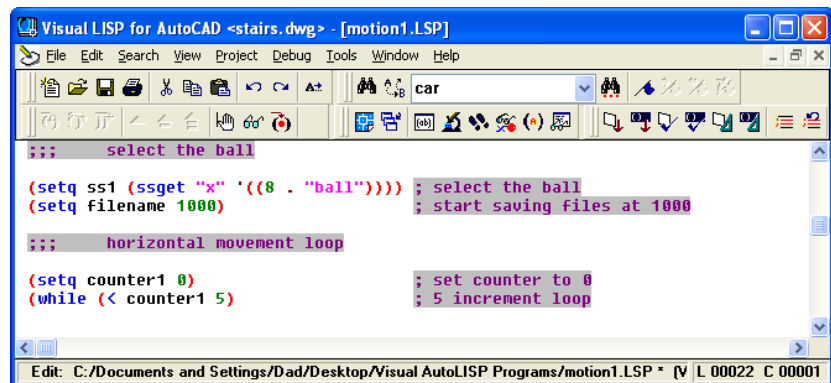 Visual LISP for AutoCAD <stairs.dwg> - [motion1.LSP]
File Edit Search View Project Debug Tools Window Help
car
;;; select the ball
(setq ss1 (ssget "x" '((8 . "ball")))) ; select the ball
(setq filename 1000) ; start saving files at 1000
;;; horizontal movement loop
(setq counter1 0) ; set counter to 0
(while (< counter1 5) ; 5 increment loop
Edit: C:/Documents and Settings/Dad/Desktop/Visual AutoLISP Programs/motion1.LSP * (V L 00022 C 00001